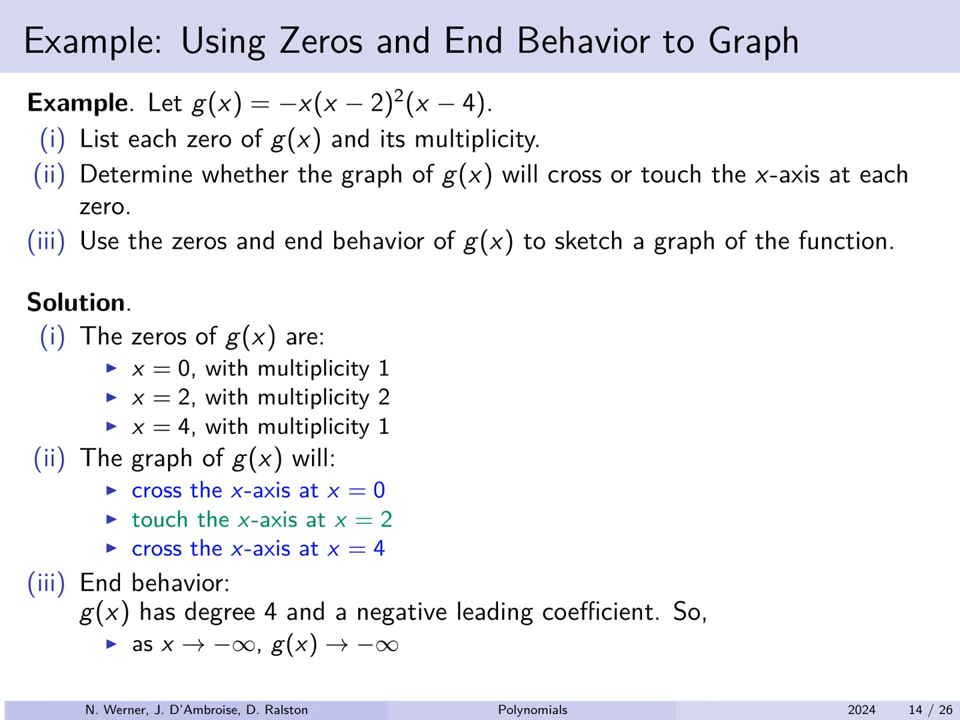 Example: Using Zeros and End Behavior to Graph
Example. Let g(x) = −x(x − 2)²(x − 4).
(i) List each zero of g(x) and its multiplicity.
(ii) Determine whether the graph of g(x) will cross or touch the x-axis at each
zero.
(iii) Use the zeros and end behavior of g(x) to sketch a graph of the function.
Solution.
(i) The zeros of g(x) are:
▶ x = 0, with multiplicity 1
▶ x = 2, with multiplicity 2
▶ x = 4, with multiplicity 1
(ii) The graph of g(x) will:
▶ cross the x-axis at x = 0
▶ touch the x-axis at x = 2
▶ cross the x-axis at x = 4
(iii) End behavior:
g(x) has degree 4 and a negative leading coefficient. So,
▶ as x → −∞, g(x) → −∞
N. Werner, J. D'Ambroise, D. Ralston Polynomials 2024 14 / 26